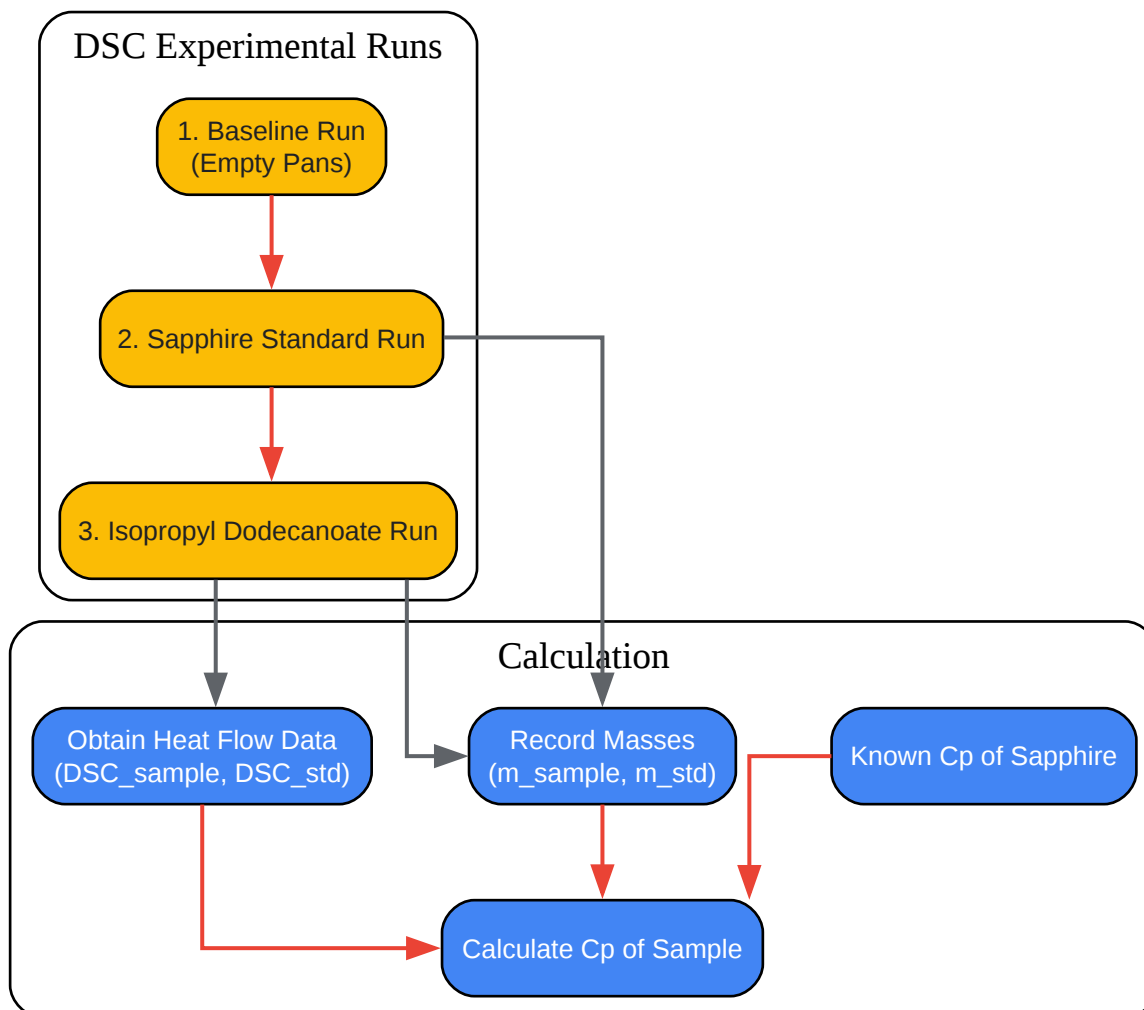 DSC Experimental Runs
1. Baseline Run
(Empty Pans)
2. Sapphire Standard Run
3. Isopropyl Dodecanoate Run
Calculation
Obtain Heat Flow Data
(DSC_sample, DSC_std)
Record Masses
(m_sample, m_std)
Known Cp of Sapphire
Calculate Cp of Sample